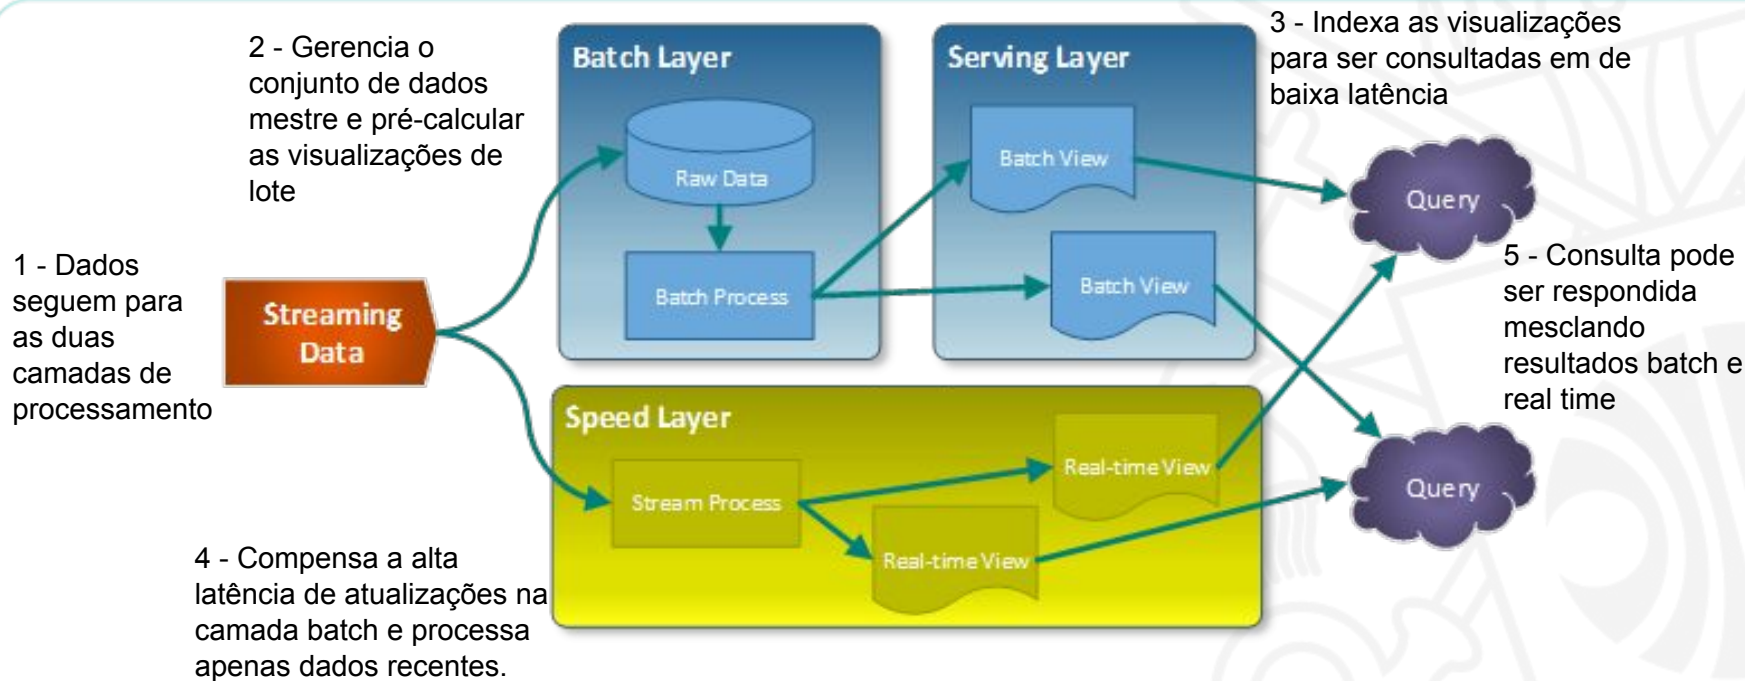 2 - Gerencia o
conjunto de dados
mestre e pré-calcular
as visualizações de
lote
Batch Layer
Raw Data
Batch Process
Serving Layer
Batch View
Batch View
3 - Indexa as visualizações
para ser consultadas em de
baixa latência
Query
1 - Dados
seguem para
as duas
camadas de
processamento
Streaming
Data
5 - Consulta pode
ser respondida
mesclando
resultados batch e
real time
Speed Layer
Stream Process
Real-time View
Real-time View
Query
4 - Compensa a alta
latência de atualizações na
camada batch e processa
apenas dados recentes.